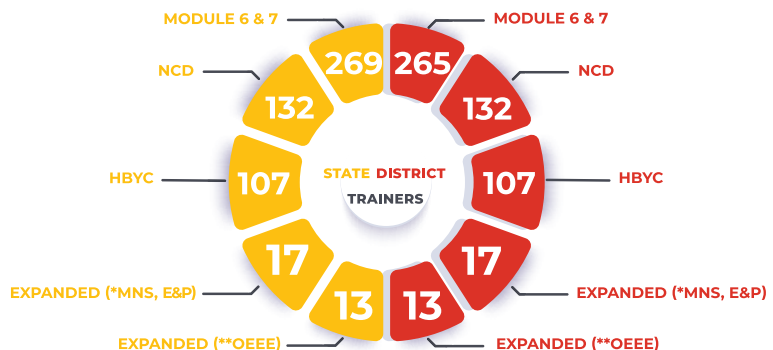 MODULE 6 & 7
MODULE 6 & 7
269
265
NCD
NCD
132
132
HBYC
107
STATE DISTRICT
TRAINERS
107
HBYC
17
17
EXPANDED (*MNS, E&P)
EXPANDED (*MNS, E&P)
13
13
EXPANDED (**OEEE)
EXPANDED (**OEEE)